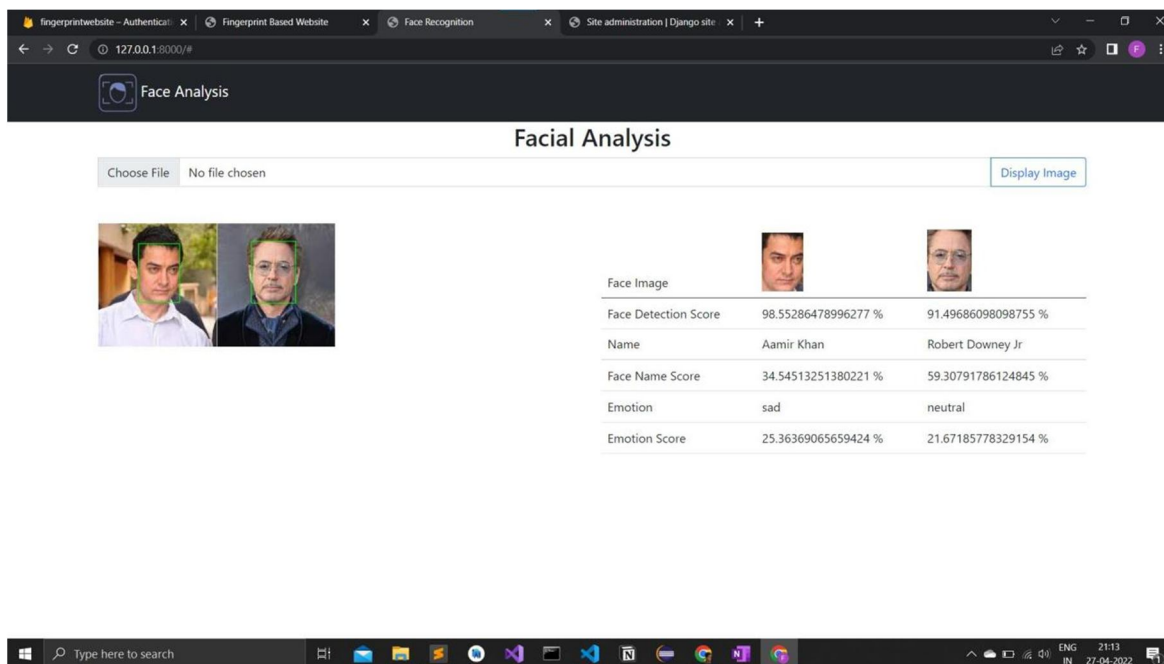 fingerprintwebsite – Authenticati
Fingerprint Based Website
Face Recognition
Site administration | Django site
127.0.0.1:8000/#
F
Face Analysis
Facial Analysis
Choose File No file chosen Display Image
Face Image
Face Detection Score 98.55286478996277 % 91.49686098098755 %
Name Aamir Khan Robert Downey Jr
Face Name Score 34.54513251380221 % 59.30791786124845 %
Emotion sad neutral
Emotion Score 25.36369065659424 % 21.67185778329154 %
Type here to search
ENG 21:13
IN 27-04-2022